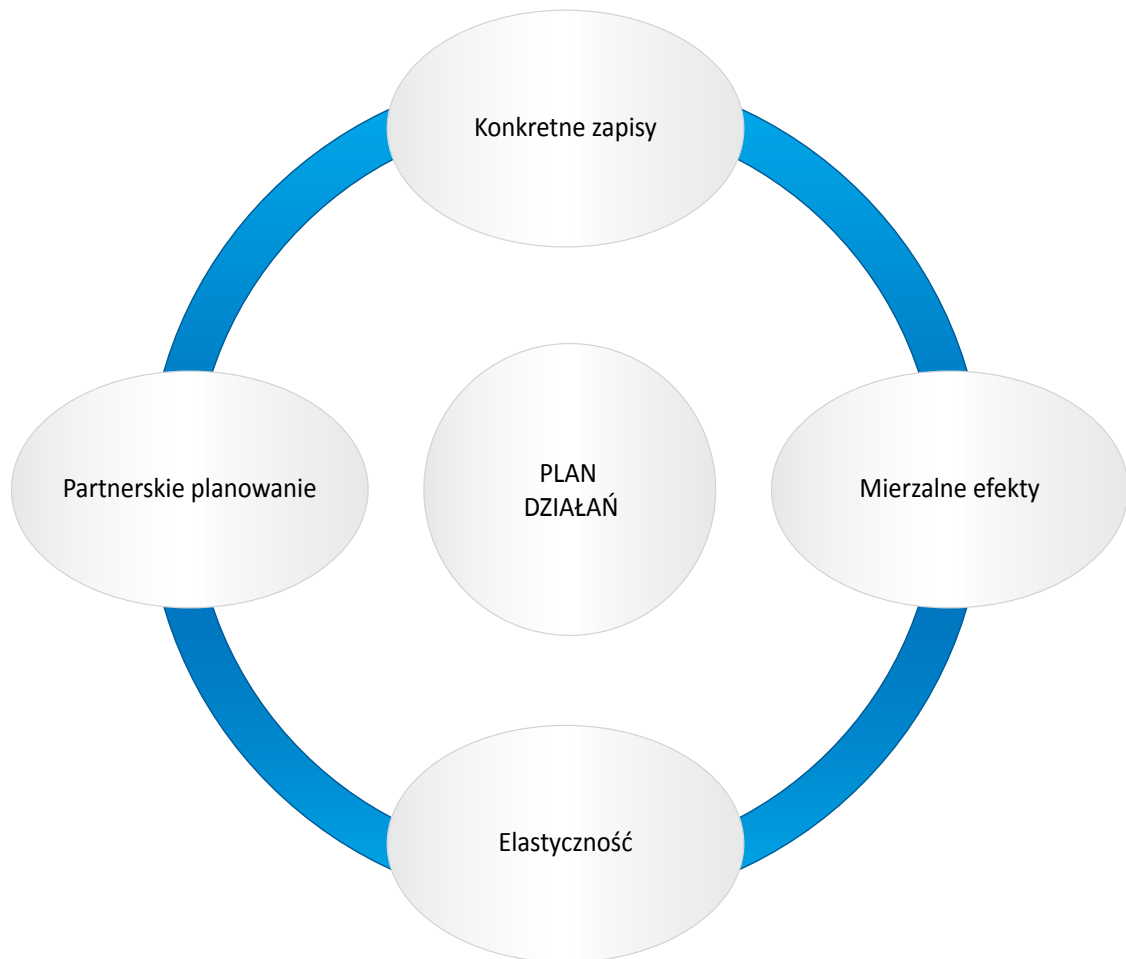 Konkretne zapisy
Partnerskie planowanie
PLAN
DZIAŁAŃ
Mierzalne efekty
Elastyczność